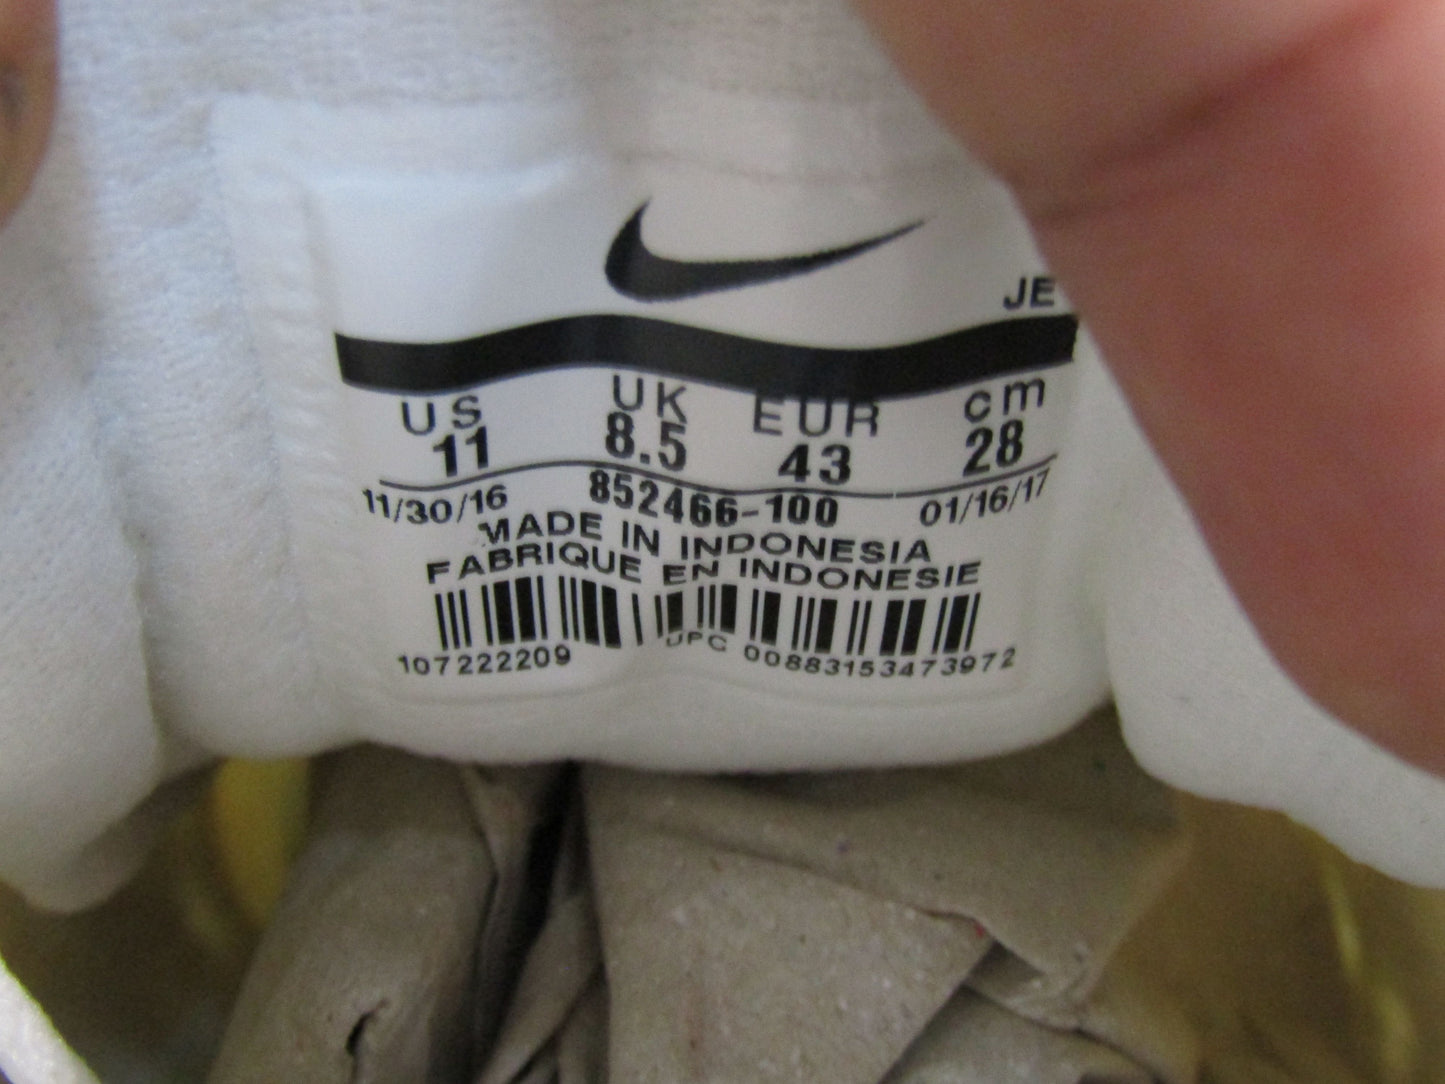 JE
US UK EUR cm
11 8.5 43 28
11/30/16 852466-100 01/16/17
MADE IN INDONESIA
FABRIQUE EN INDONESIE
107222209 UPC 00883153473972